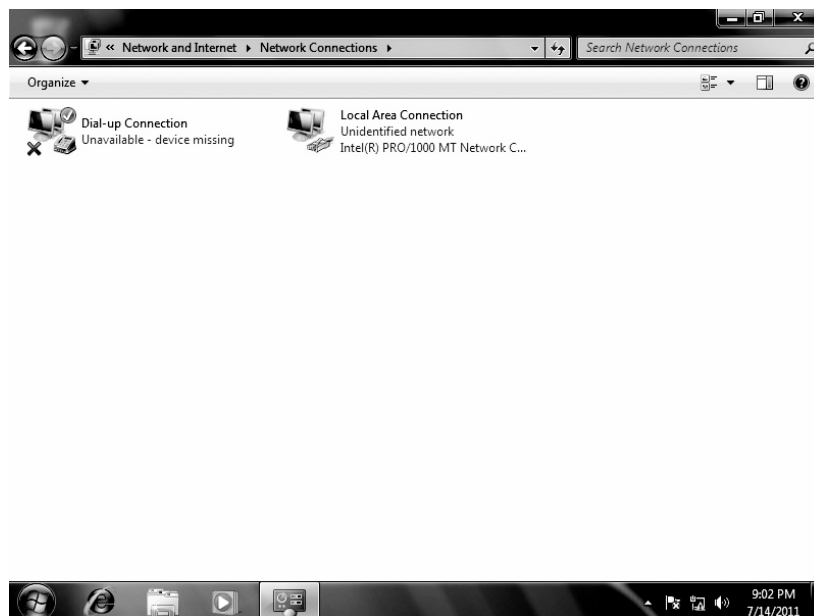 « Network and Internet ▸ Network Connections ▸
Search Network Connections
Organize ▾
Dial-up Connection
Unavailable - device missing
Local Area Connection
Unidentified network
Intel(R) PRO/1000 MT Network C...
9:02 PM
7/14/2011